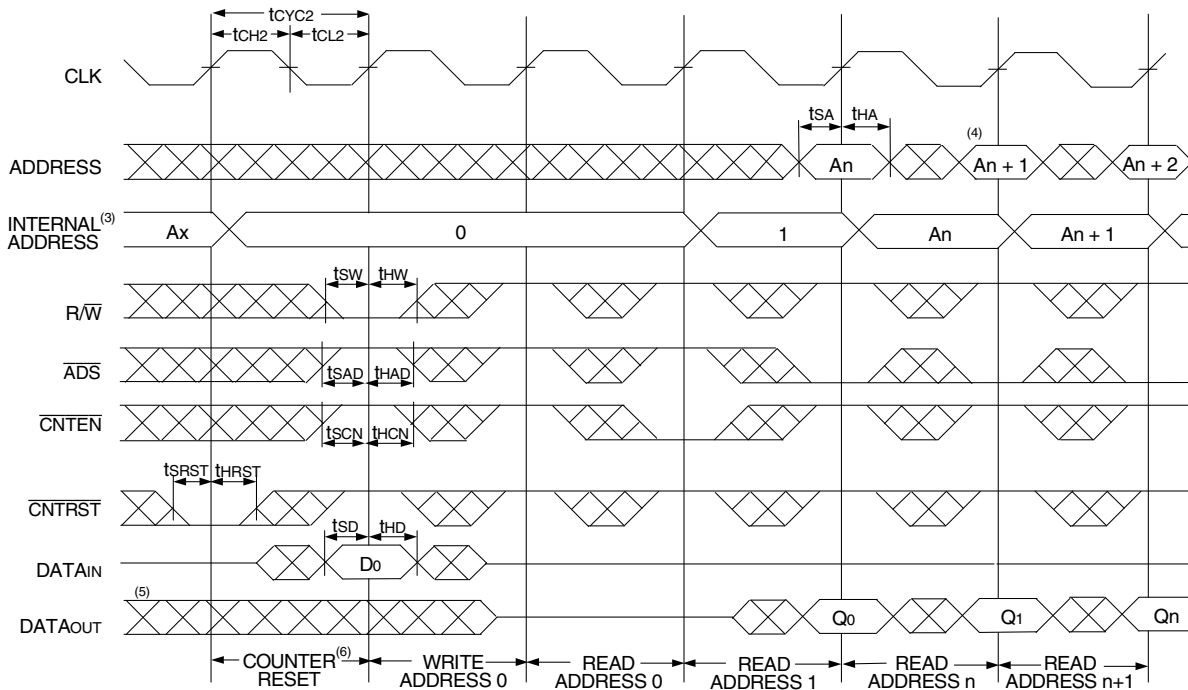 tCYC2
tCH2 tCL2
CLK
tSA tHA
(4)
ADDRESS An An + 1 An + 2
INTERNAL(3)
ADDRESS Ax 0 1 An An + 1
tSW tHW
R/W
ADS
tSAD tHAD
CNTEN
tSCN tHCN
tSRST tHRST
CNTRST
tSD tHD
DATAIN D0
(5)
DATAOUT Q0 Q1 Qn
COUNTER(6) WRITE READ READ READ READ
RESET ADDRESS 0 ADDRESS 0 ADDRESS 1 ADDRESS n ADDRESS n+1